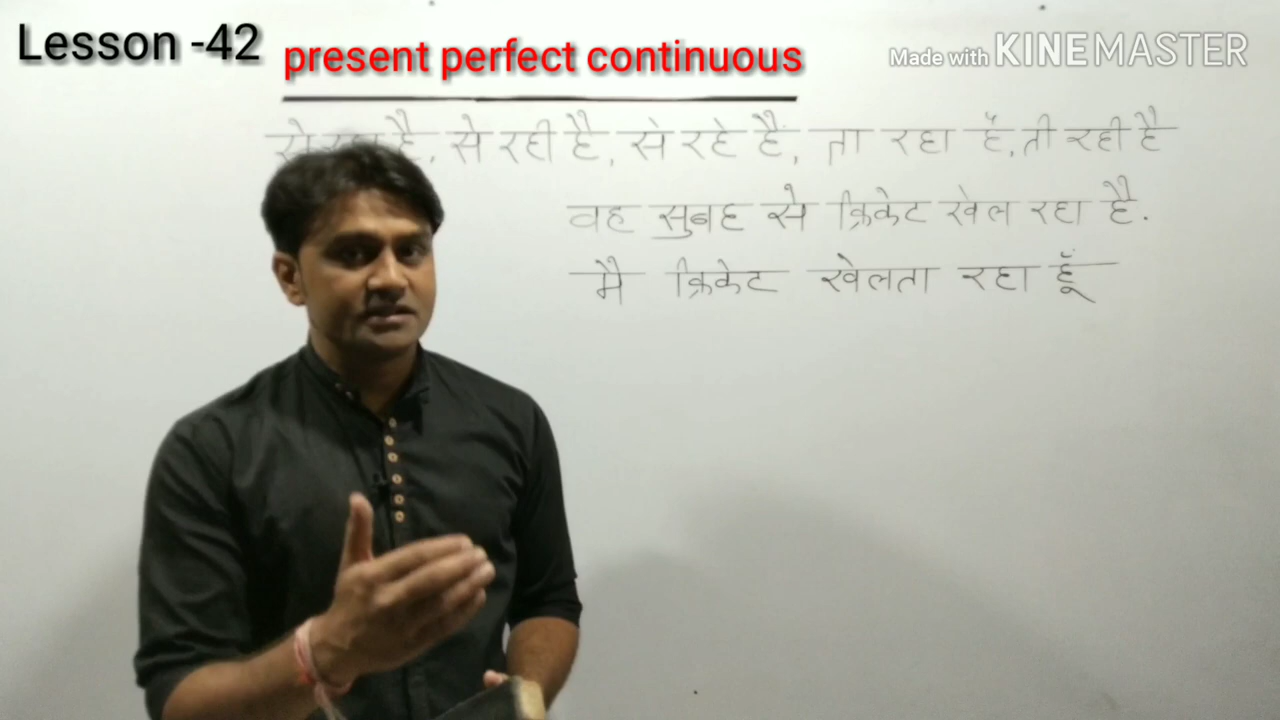 Lesson -42
present perfect continuous
Made with KINEMASTER
है, से रही है, से रहे हैं, ता रहा हैं, ती रही है
वह सुबह से क्रिकेट खेल रहा है.
मै क्रिकेट खेलता रहा हूँ